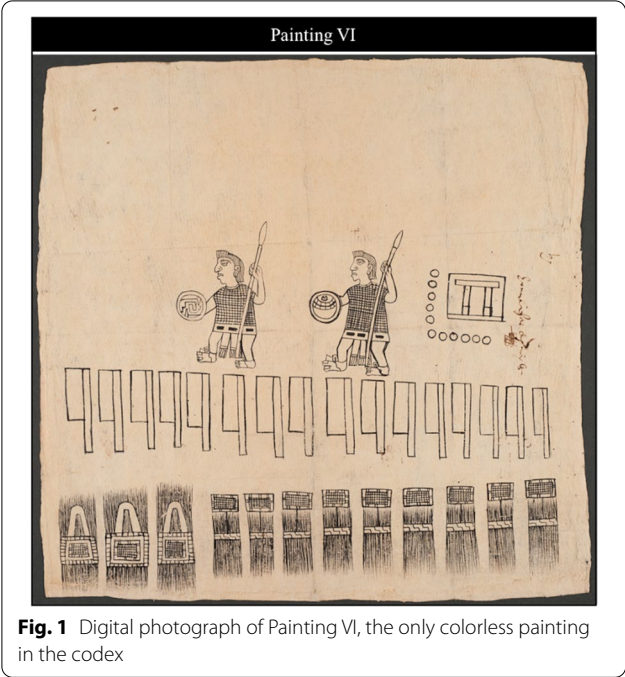 Painting VI
Fig. 1 Digital photograph of Painting VI, the only colorless painting
in the codex